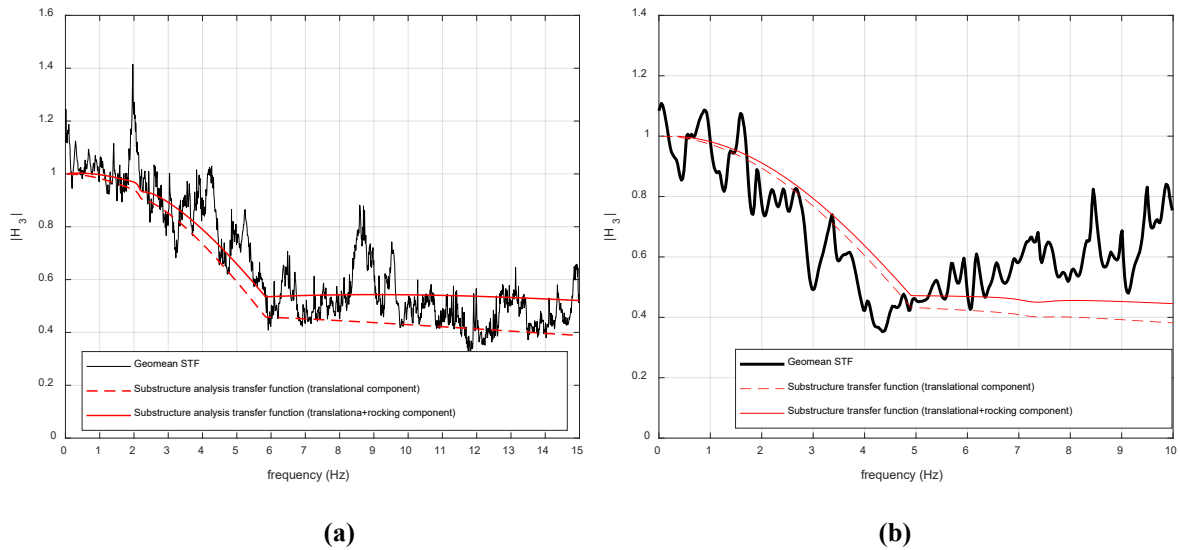 1.6
1.4
1.2
1
0.8
0.6
0.4
0.2
0
|H 3|
Geomean STF
Substructure analysis transfer function (translational component)
Substructure analysis transfer function (translationa+rocking component)
0 1 2 3 4 5 6 7 8 9 10 11 12 13 14 15
frequency (Hz)
(a)
1.4
1.2
1
0.8
0.6
0.4
0.2
0
|H 3|
Geomean STF
Substructure transfer function (translational component)
Substructure transfer function (translational+rocking component)
0 1 2 3 4 5 6 7 8 9 10
frequency (Hz)
(b)